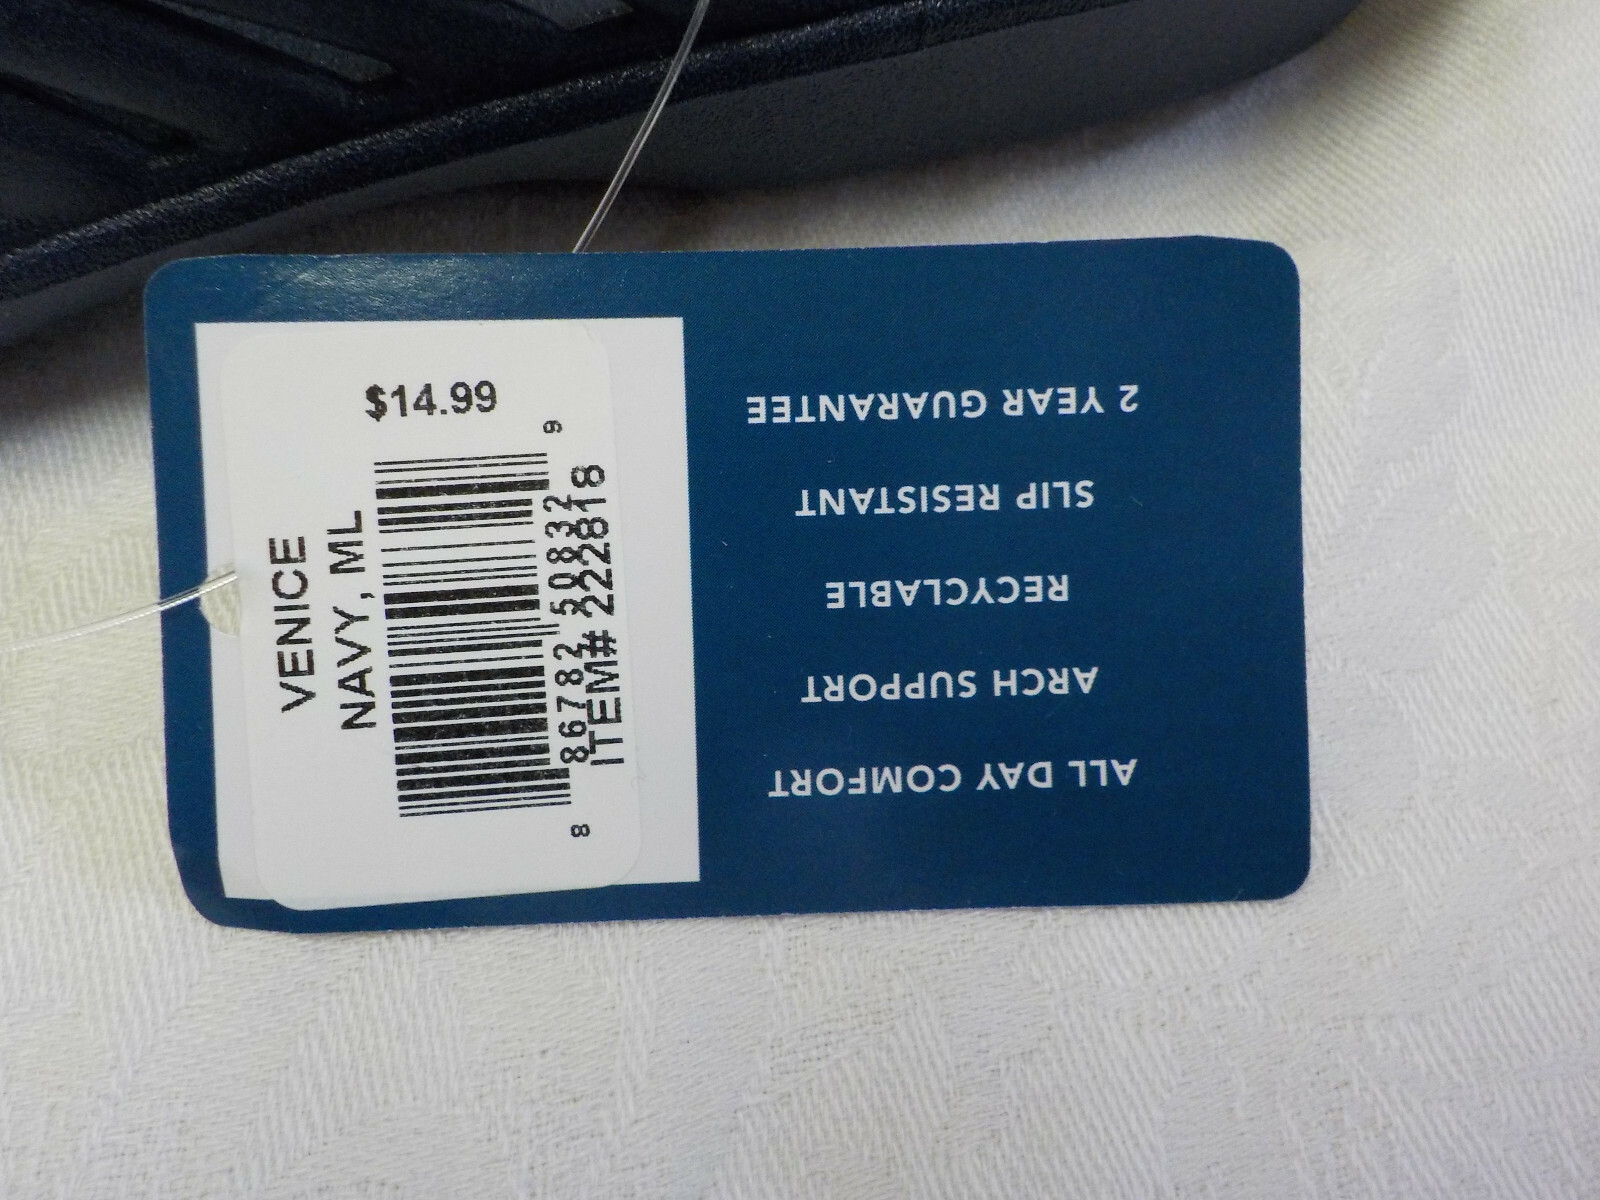 $14.99
VENICE
NAVY, ML
8 86782 50832 9
ITEM# 222818
ALL DAY COMFORT
ARCH SUPPORT
RECYCLABLE
SLIP RESISTANT
2 YEAR GUARANTEE